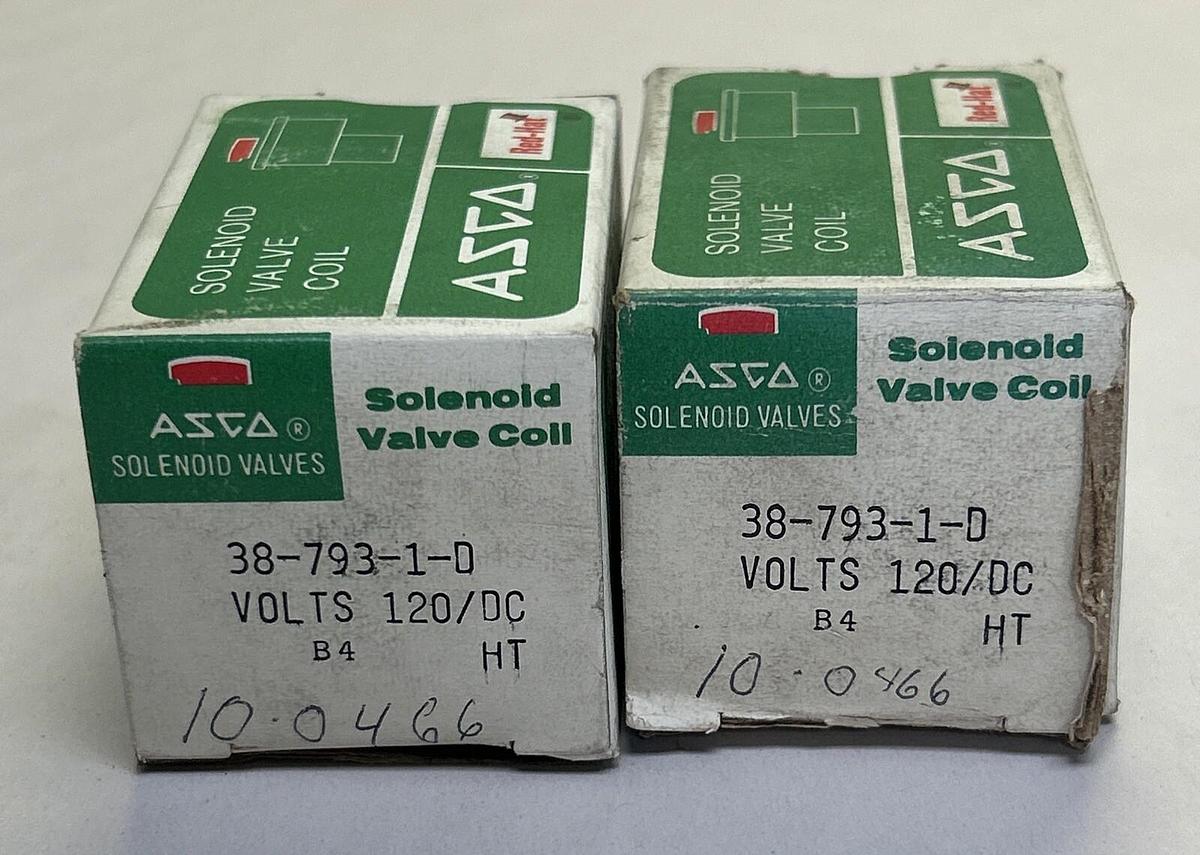 SOLENOID
VALVE
COIL
ASCO®
Red-Hat
ASCO®
SOLENOID VALVES
Solenoid
Valve Coil
38-793-1-D
VOLTS 120/DC
B4 HT
10-0466
SOLENOID
VALVE
COIL
ASCO
Red-Hat
ASCO®
SOLENOID VALVES
Solenoid
Valve Coil
38-793-1-D
VOLTS 120/DC
B4 HT
10-0466